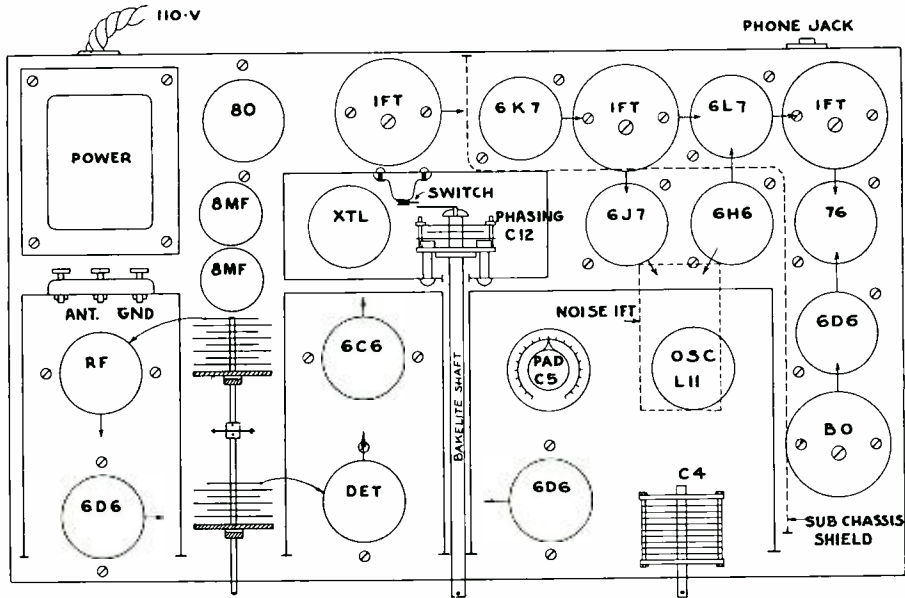 110-V
PHONE JACK
POWER
80
IFT
6K7
IFT
6L7
IFT
8MF
8MF
XTL
SWITCH
PHASING
C12
6J7
6H6
76
ANT. GND
NOISE IFT
6D6
RF
6C6
PAD
C5
OSC
L11
BAKELITE SHAFT
BO
6D6
DET
6D6
C4
SUB CHASSIS
SHIELD